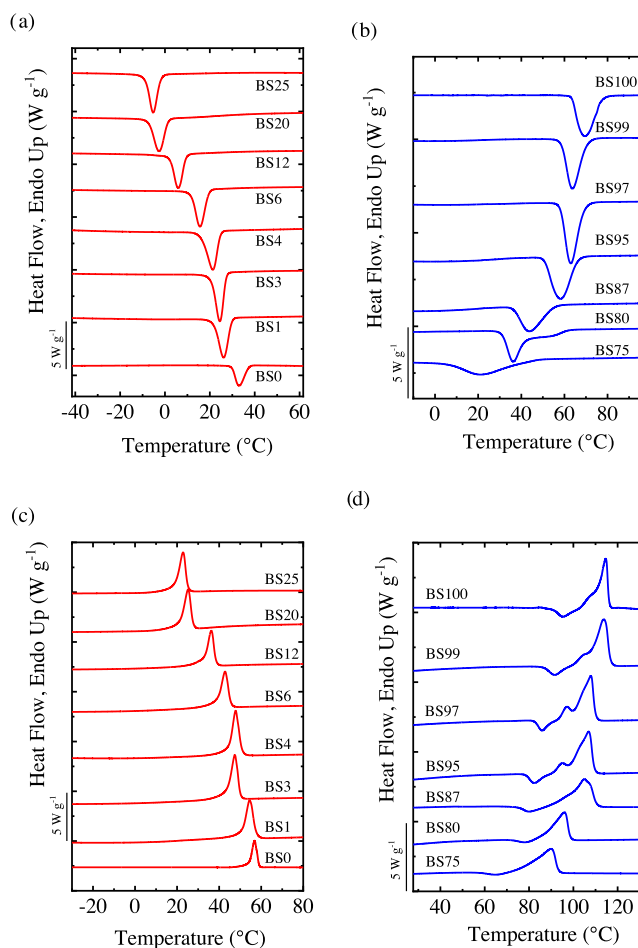 (a)
Heat Flow, Endo Up (W g-1)
5 W g-1
BS25
BS20
BS12
BS6
BS4
BS3
BS1
BS0
-40 -20 0 20 40 60
Temperature (°C)
(b)
Heat Flow, Endo Up (W g-1)
5 W g-1
BS100
BS99
BS97
BS95
BS87
BS80
BS75
0 20 40 60 80
Temperature (°C)
(c)
Heat Flow, Endo Up (W g-1)
5 W g-1
BS25
BS20
BS12
BS6
BS4
BS3
BS1
BS0
-20 0 20 40 60 80
Temperature (°C)
(d)
Heat Flow, Endo Up (W g-1)
5 W g-1
BS100
BS99
BS97
BS95
BS87
BS80
BS75
40 60 80 100 120
Temperature (°C)